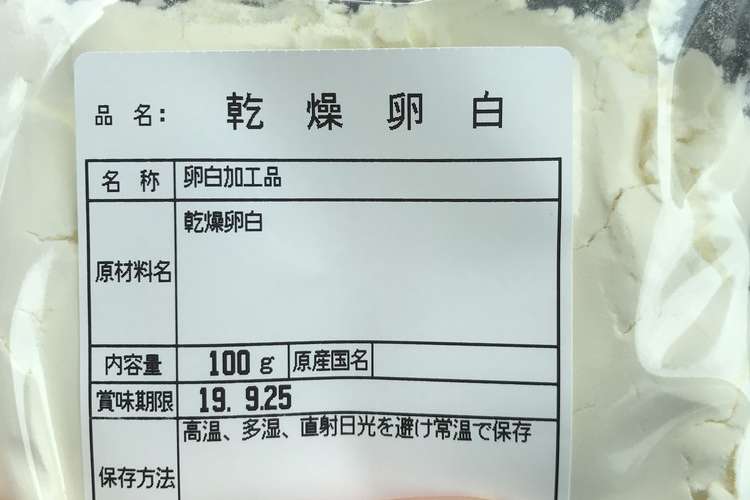 品名: 乾燥卵白
名称 卵白加工品
原材料名 乾燥卵白
内容量 100g 原産国名
賞味期限 19. 9.25
保存方法 高温、多湿、直射日光を避け常温で保存